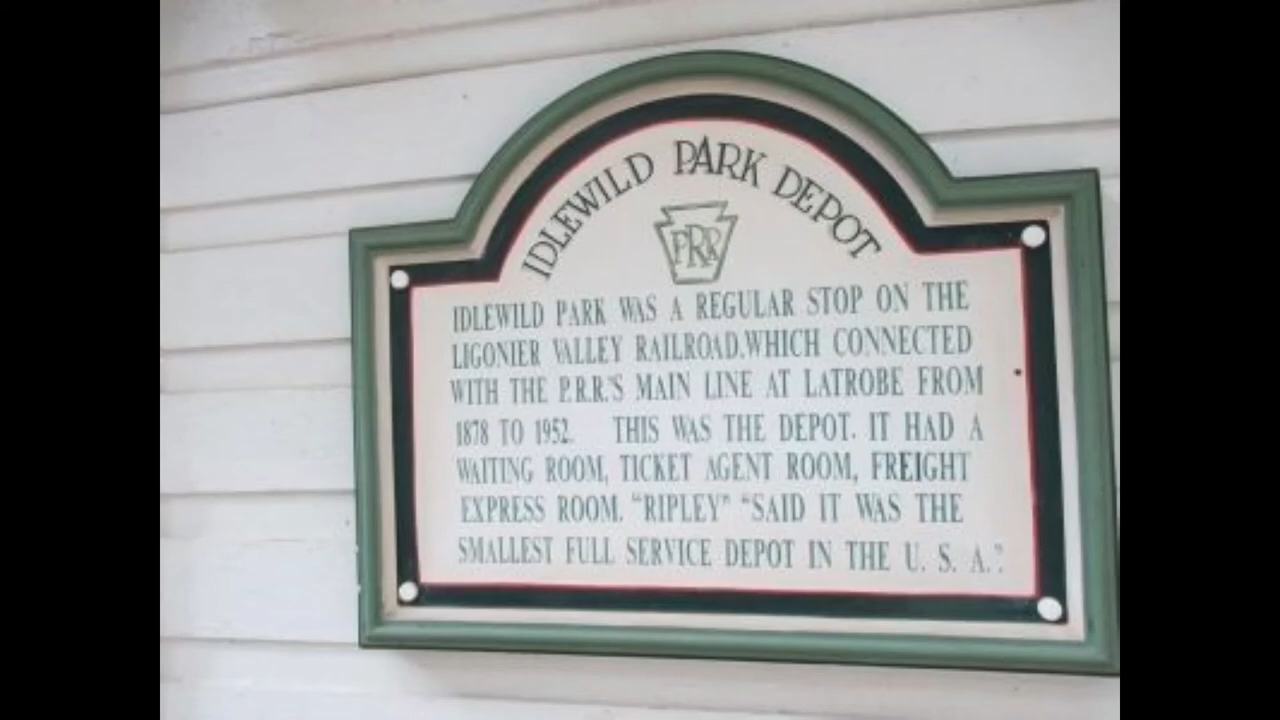 IDLEWILD PARK DEPOT
PRR
IDLEWILD PARK WAS A REGULAR STOP ON THE
LIGONIER VALLEY RAILROAD,WHICH CONNECTED
WITH THE P.R.R.'S MAIN LINE AT LATROBE FROM
1878 TO 1952. THIS WAS THE DEPOT. IT HAD A
WAITING ROOM, TICKET AGENT ROOM, FREIGHT
EXPRESS ROOM. "RIPLEY" "SAID IT WAS THE
SMALLEST FULL SERVICE DEPOT IN THE U. S. A."